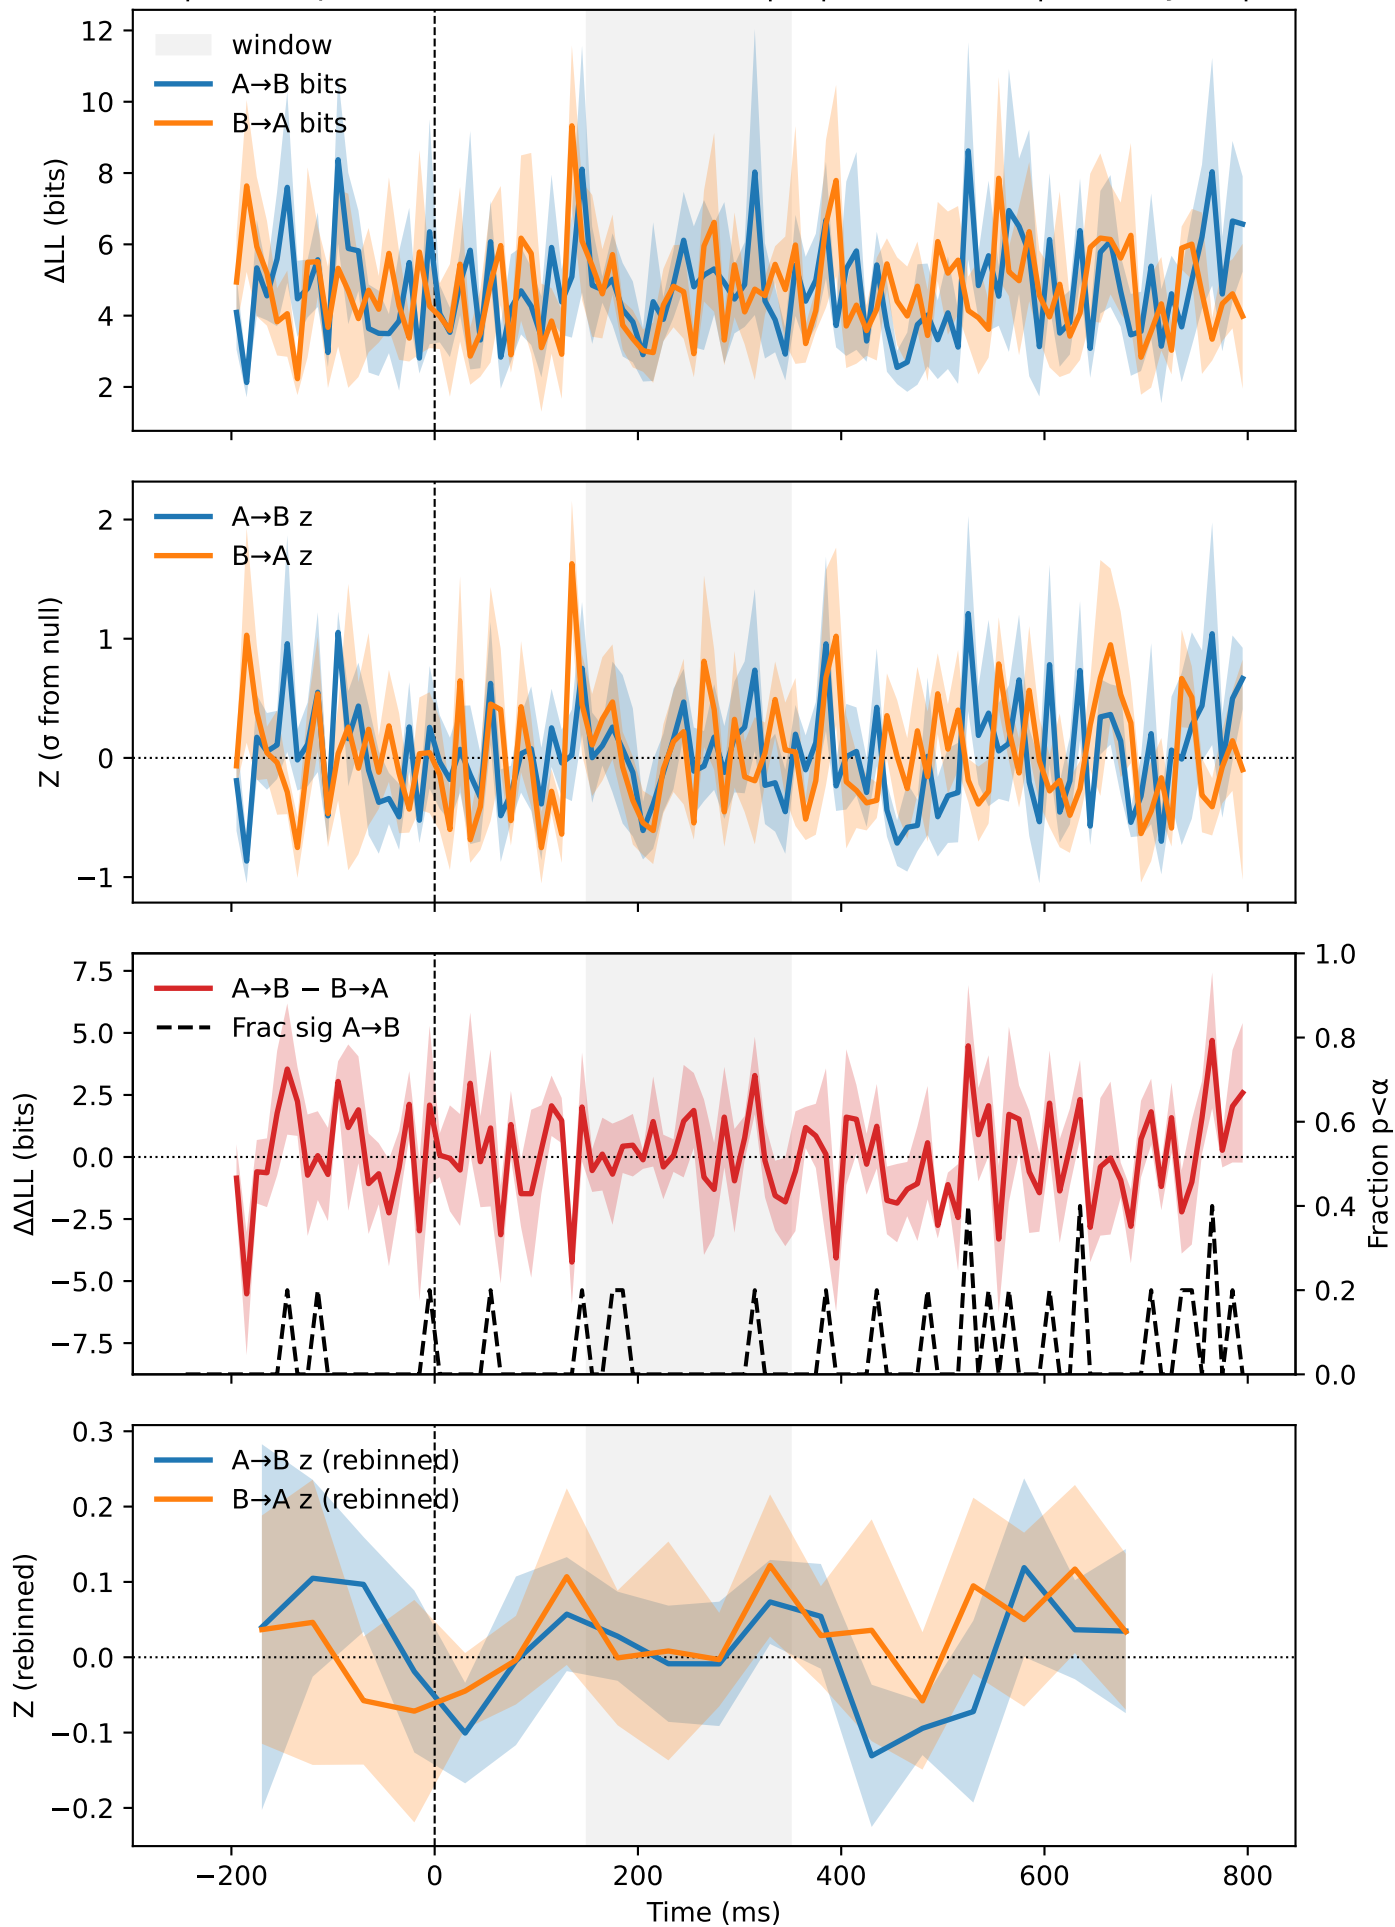 12
10
8
6
4
2
ΔLL (bits)
window
A→B bits
B→A bits
2
1
0
−1
Z (σ from null)
A→B z
B→A z
7.5
5.0
2.5
0.0
−2.5
−5.0
−7.5
ΔΔLL (bits)
A→B − B→A
Frac sig A→B
1.0
0.8
0.6
0.4
0.2
0.0
Fraction p<α
0.3
0.2
0.1
0.0
−0.1
−0.2
Z (rebinned)
A→B z (rebinned)
B→A z (rebinned)
−200
0
200
400
600
800
Time (ms)